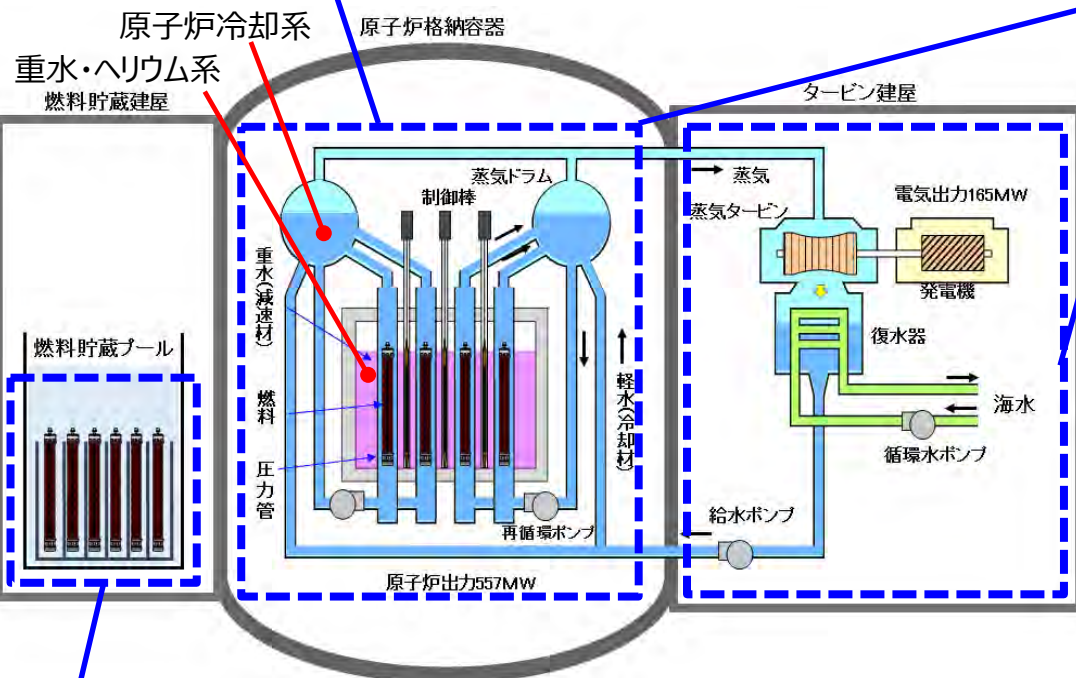 原子炉冷却系
原子炉格納容器
重水・ヘリウム系
燃料貯蔵建屋
タービン建屋
蒸気ドラム
制御棒
蒸気
電気出力165MW
蒸気タービン
発電機
重水(減速材)
復水器
燃料貯蔵プール
燃料
軽水(冷却材)
海水
循環水ポンプ
圧力管
給水ポンプ
再循環ポンプ
原子炉出力557MW